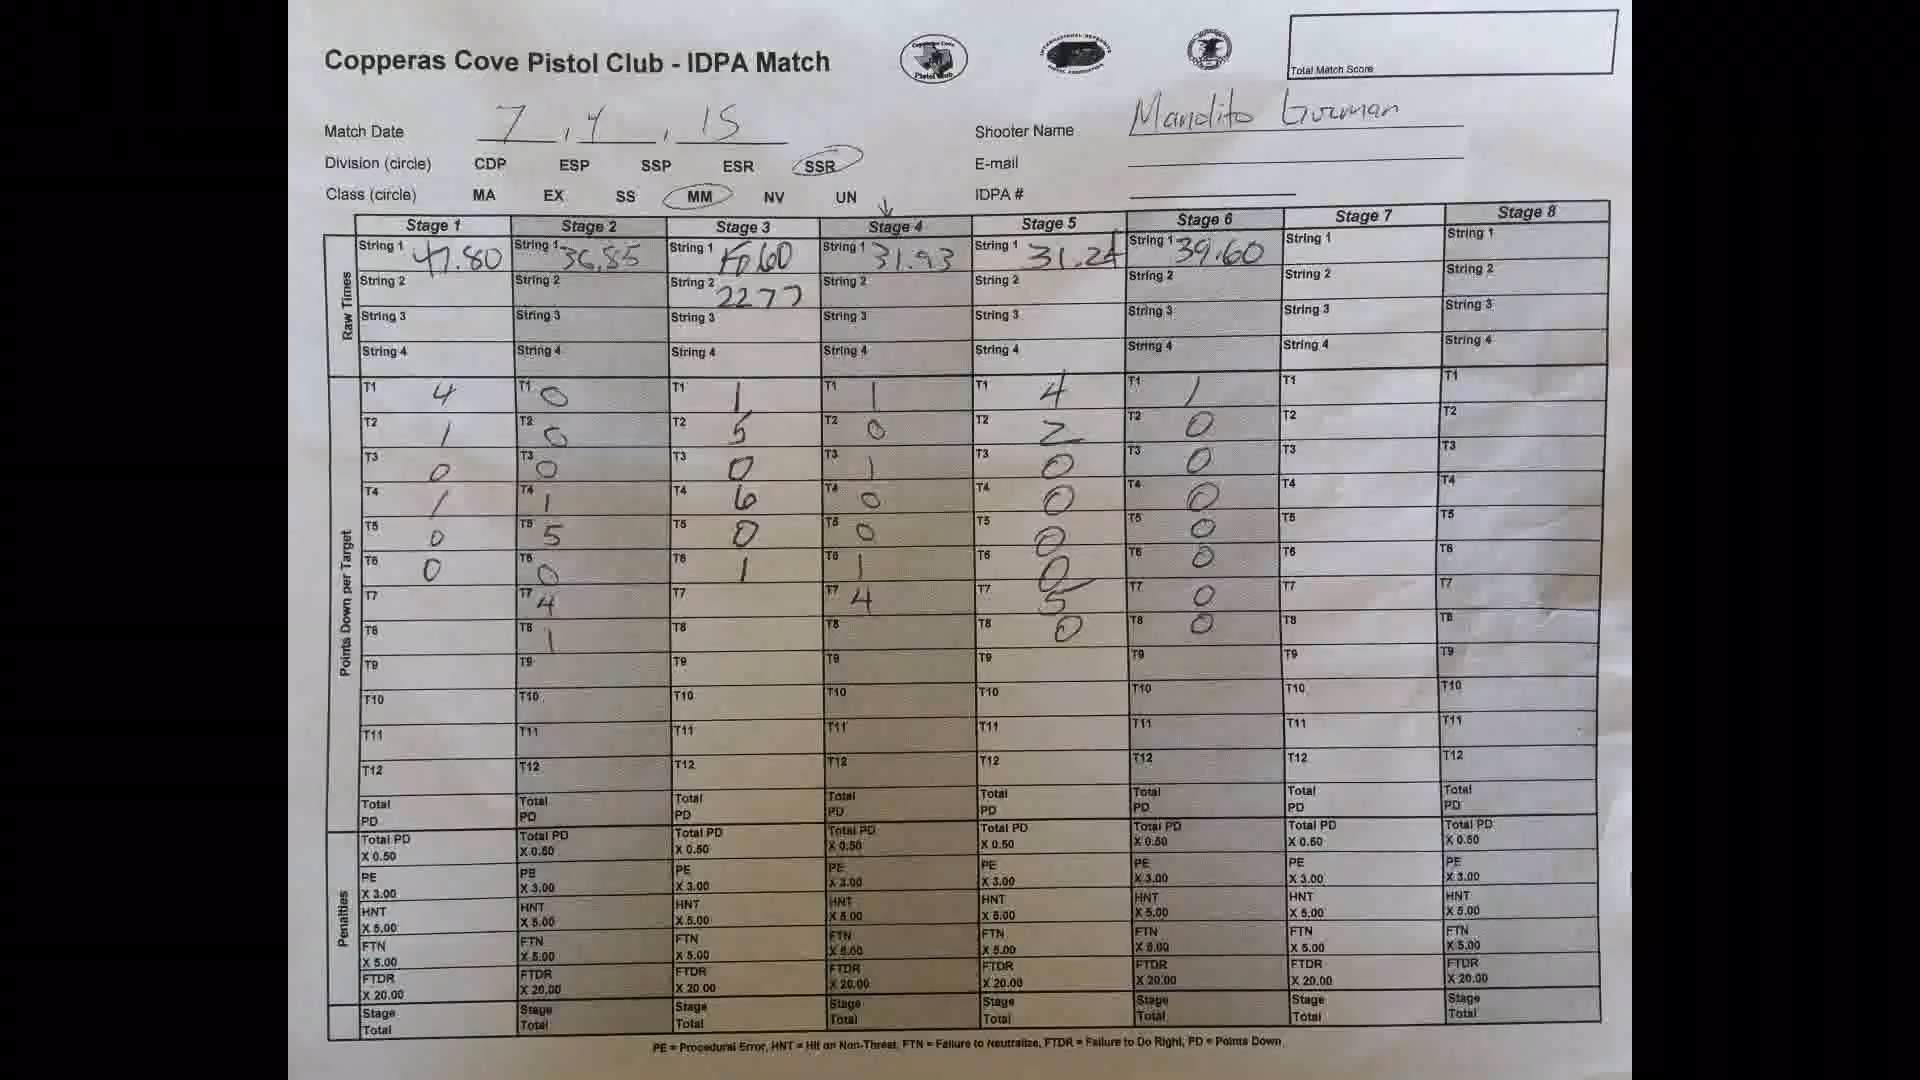 Copperas Cove Pistol Club - IDPA Match
Total Match Score
Match Date 7, 4, 15 Shooter Name Manolito Guzman
Division (circle) CDP ESP SSP ESR SSR E-mail
Class (circle) MA EX SS MM NV UN IDPA #
Stage 1 Stage 2 Stage 3 Stage 4 Stage 5 Stage 6 Stage 7 Stage 8
Raw Times
String 1 47.80 String 1 36.85 String 1 String 1 31.93 String 1 31.24 String 1 39.60 String 1 String 1
String 2 String 2 String 2 2277 String 2 String 2 String 2 String 2 String 2
String 3 String 3 String 3 String 3 String 3 String 3 String 3 String 3
String 4 String 4 String 4 String 4 String 4 String 4 String 4 String 4
Points Down per Target
T1 4 T1 0 T1 1 T1 1 T1 4 T1 1 T1 T1
T2 1 T2 0 T2 5 T2 0 T2 2 T2 0 T2 T2
T3 0 T3 0 T3 0 T3 1 T3 0 T3 0 T3 T3
T4 1 T4 1 T4 6 T4 0 T4 0 T4 0 T4 T4
T5 0 T5 5 T5 0 T5 0 T5 0 T5 0 T5 T5
T6 0 T6 0 T6 1 T6 1 T6 0 T6 0 T6 T6
T7 T7 4 T7 T7 4 T7 5 T7 0 T7 T7
T8 T8 1 T8 T8 T8 0 T8 0 T8 T8
T9 T9 T9 T9 T9 T9 T9 T9
T10 T10 T10 T10 T10 T10 T10 T10
T11 T11 T11 T11 T11 T11 T11 T11
T12 T12 T12 T12 T12 T12 T12 T12
Total Total Total Total Total Total Total Total
PD PD PD PD PD PD PD PD
Penalties
Total PD Total PD Total PD Total PD Total PD Total PD Total PD Total PD
X 0.50 X 0.50 X 0.50 X 0.50 X 0.50 X 0.50 X 0.50 X 0.50
PE PE PE PE PE PE PE PE
X 3.00 X 3.00 X 3.00 X 3.00 X 3.00 X 3.00 X 3.00 X 3.00
HNT HNT HNT HNT HNT HNT HNT HNT
X 5.00 X 5.00 X 5.00 X 5.00 X 5.00 X 5.00 X 5.00 X 5.00
FTN FTN FTN FTN FTN FTN FTN FTN
X 5.00 X 5.00 X 5.00 X 5.00 X 5.00 X 5.00 X 5.00 X 5.00
FTDR FTDR FTDR FTDR FTDR FTDR FTDR FTDR
X 20.00 X 20.00 X 20.00 X 20.00 X 20.00 X 20.00 X 20.00 X 20.00
Stage Stage Stage Stage Stage Stage Stage Stage
Total Total Total Total Total Total Total Total
PE = Procedural Error, HNT = Hit on Non-Threat, FTN = Failure to Neutralize, FTDR = Failure to Do Right, PD = Points Down